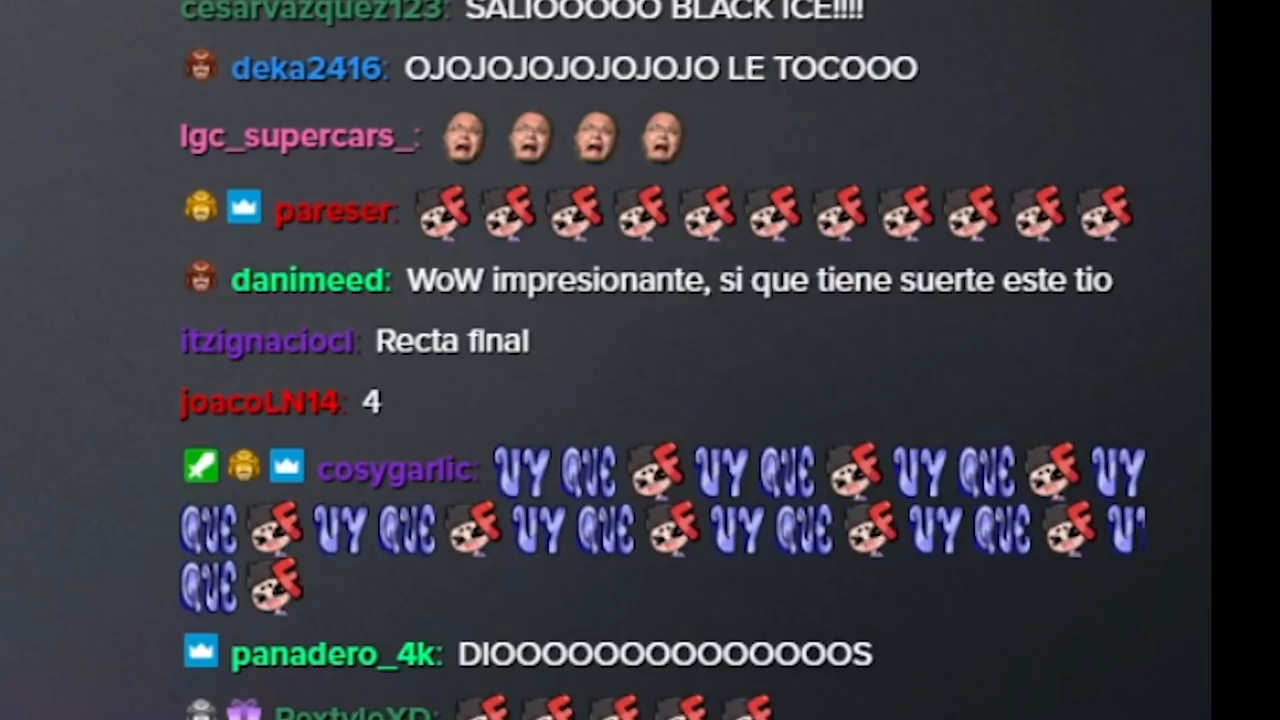 cesarvazquez123: SALIOOOOO BLACK ICE!!!!
deka2416: OJOJOJOJOJOJOJO LE TOCOOO
lgc_supercars_:
pareser: F F F F F F F F F F F
danimeed: WoW impresionante, si que tiene suerte este tio
itzignaciocl: Recta final
joacoLN14: 4
cosygarlic: UY QUE F UY QUE F UY QUE F UY
QUE F UY QUE F UY QUE F UY QUE F UY QUE F UY
QUE F
panadero_4k: DIOOOOOOOOOOOOOOOS
F F F F F